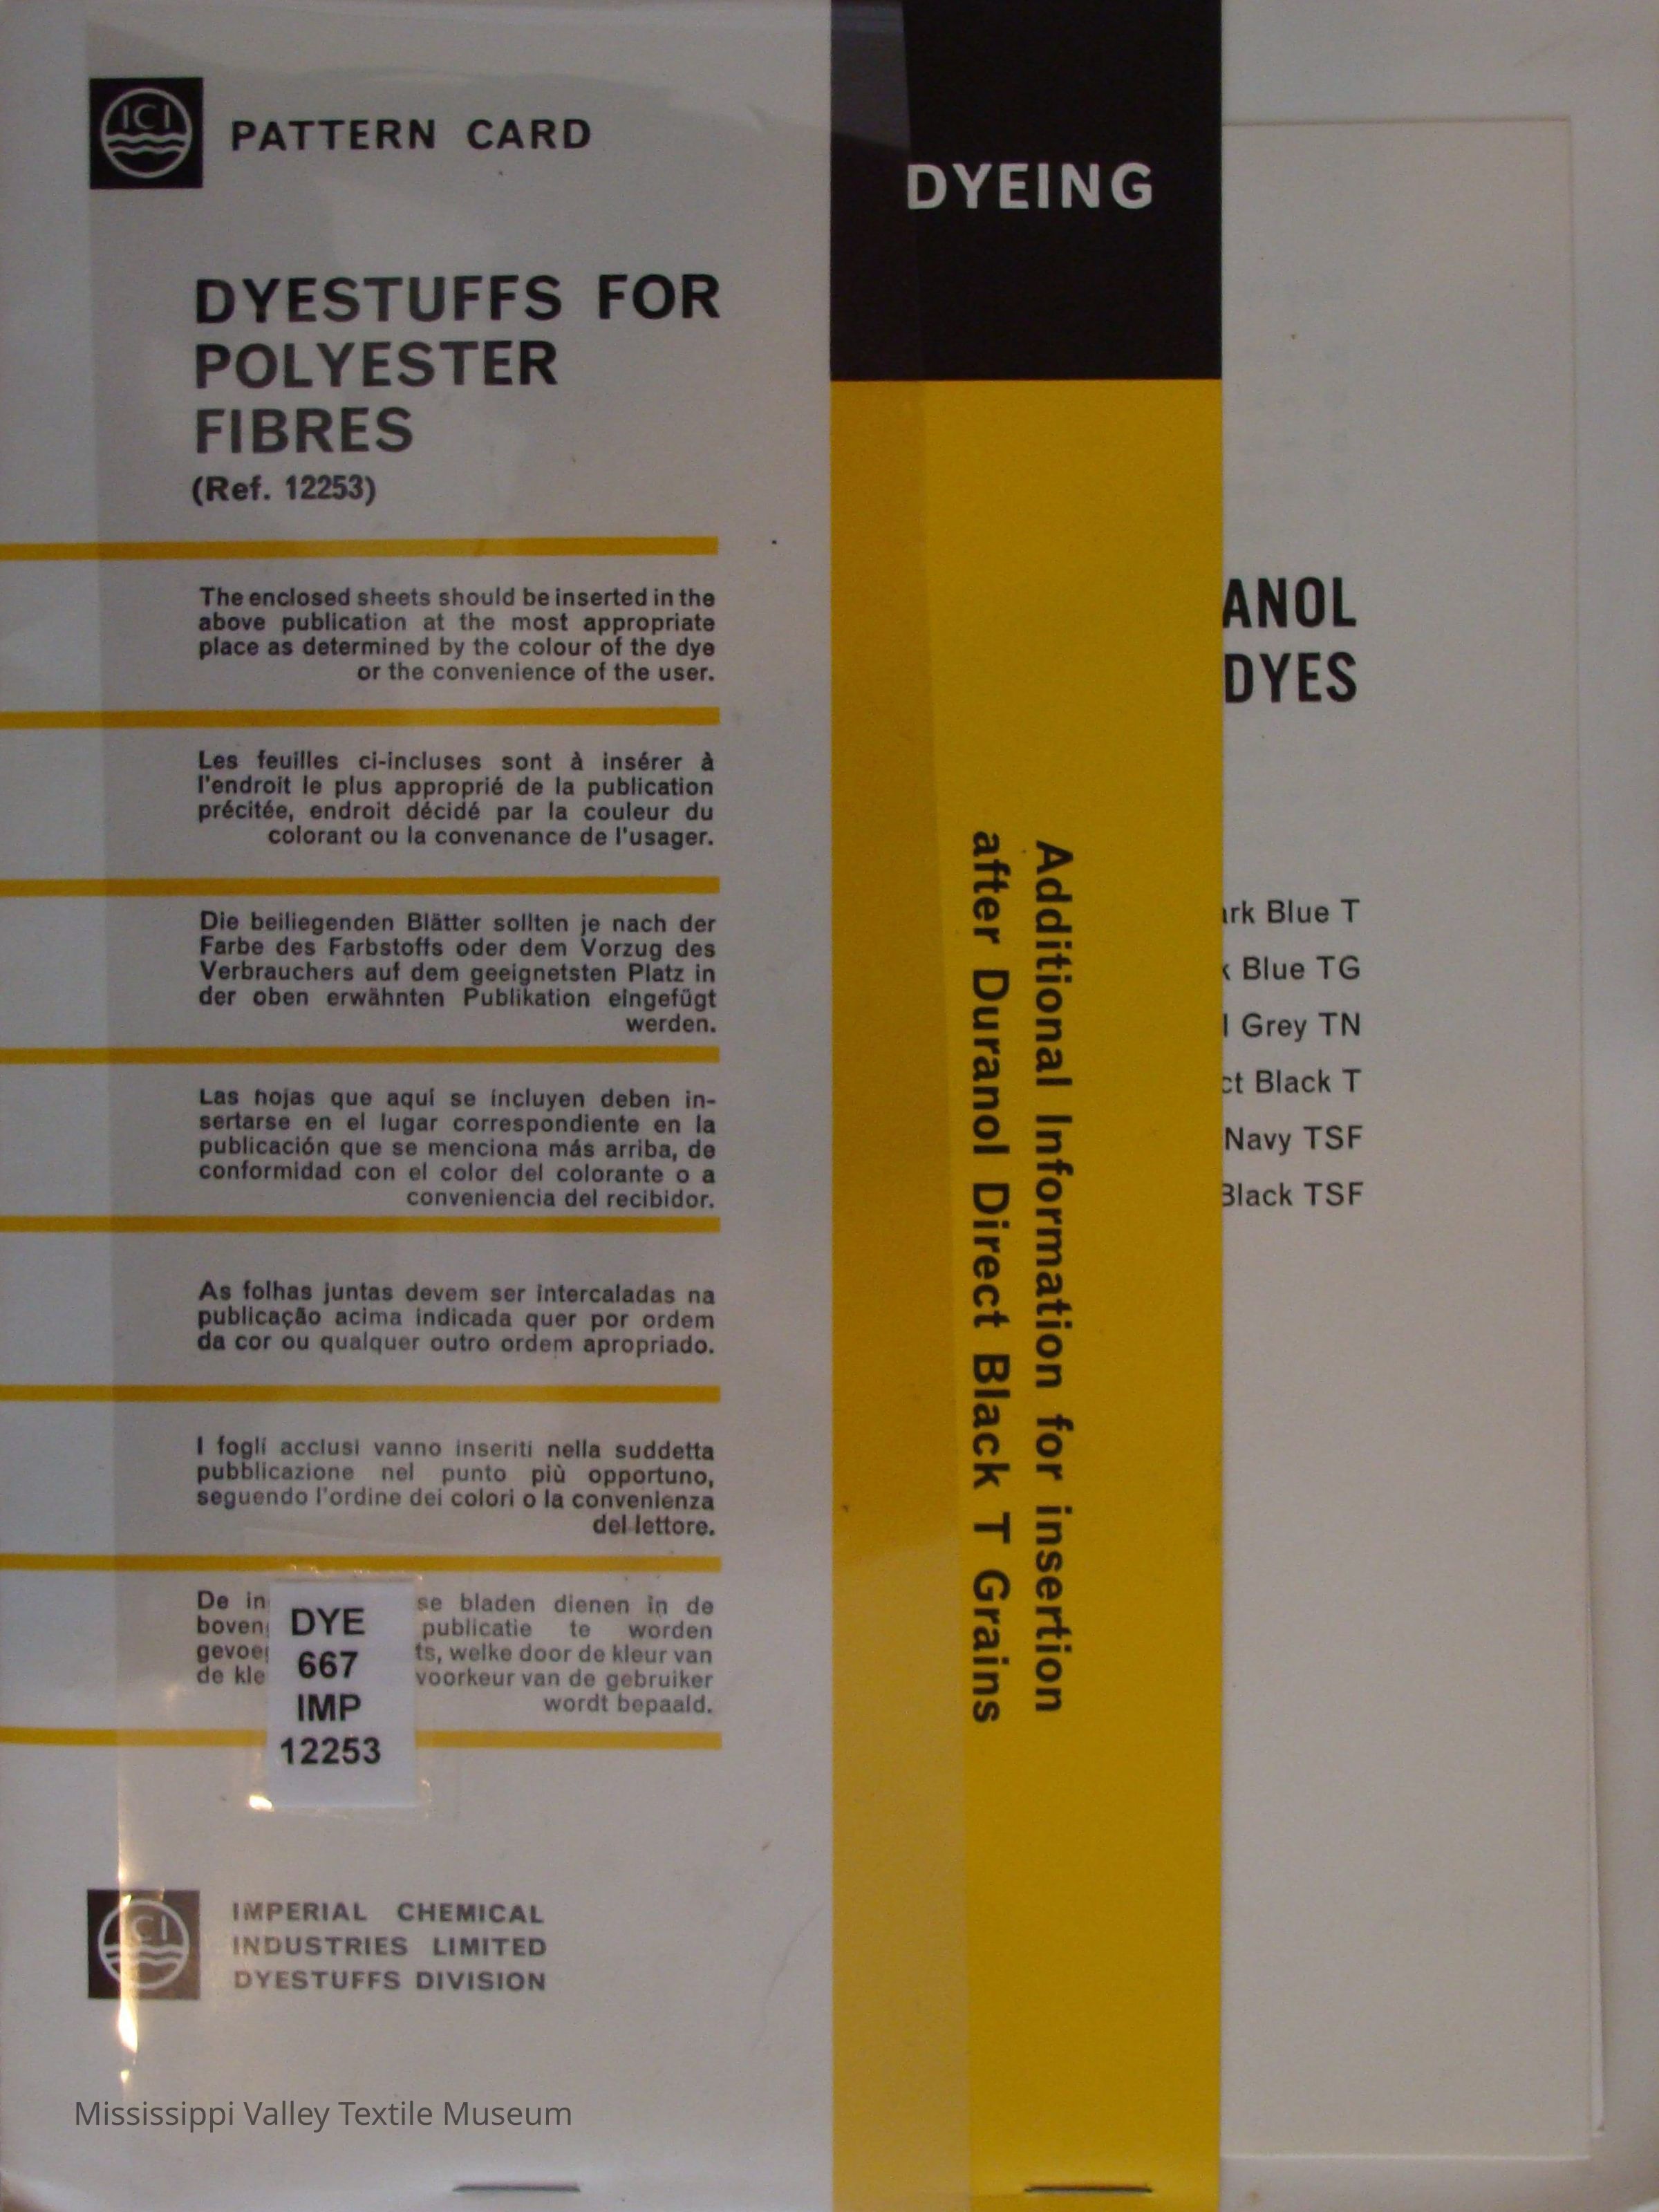 ICI
PATTERN CARD
DYESTUFFS FOR
POLYESTER
FIBRES
(Ref. 12253)
The enclosed sheets should be inserted in the
above publication at the most appropriate
place as determined by the colour of the dye
or the convenience of the user.
Les feuilles ci-incluses sont à insérer à
l'endroit le plus approprié de la publication
précitée, endroit décidé par la couleur du
colorant ou la convenance de l'usager.
Die beiliegenden Blätter sollten je nach der
Farbe des Farbstoffs oder dem Vorzug des
Verbrauchers auf dem geeignetsten Platz in
der oben erwähnten Publikation eingefügt
werden.
Las hojas que aquí se incluyen deben in-
sertarse en el lugar correspondiente en la
publicación que se menciona más arriba, de
conformidad con el color del colorante o a
conveniencia del recibidor.
As folhas juntas devem ser intercaladas na
publicação acima indicada quer por ordem
da cor ou qualquer outro ordem apropriado.
I fogli acclusi vanno inseriti nella suddetta
pubblicazione nel punto più opportuno,
seguendo l'ordine dei colori o la convenienza
del lettore.
De in se bladen dienen in de
boven publicatie te worden
gevoe ts, welke door de kleur van
de kle voorkeur van de gebruiker
wordt bepaald.
DYE
667
IMP
12253
ICI
IMPERIAL CHEMICAL
INDUSTRIES LIMITED
DYESTUFFS DIVISION
Mississippi Valley Textile Museum
DYEING
Additional Information for insertion
after Duranol Direct Black T Grains
ANOL
DYES
rk Blue T
Blue TG
l Grey TN
ct Black T
Navy TSF
Black TSF